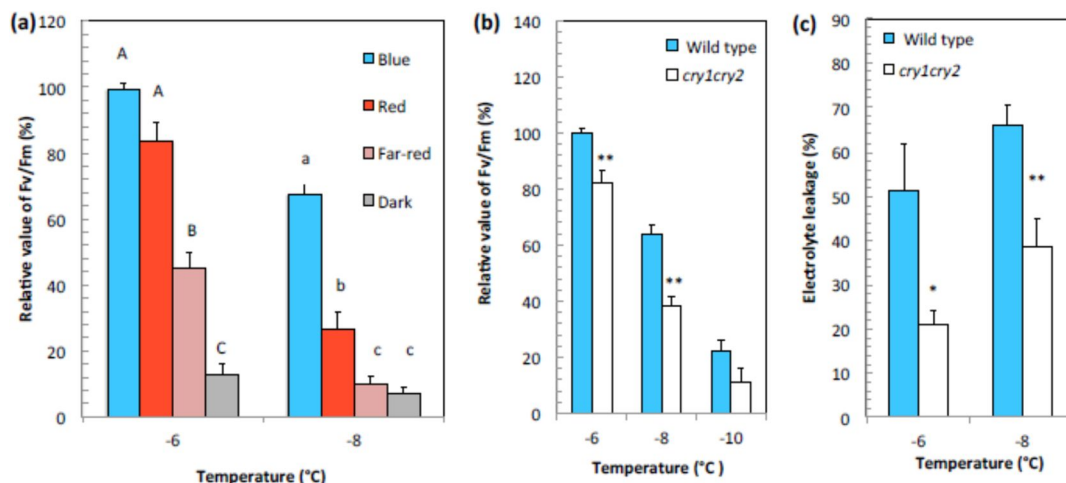 (a)
120
100
80
60
40
20
0
Relative value of Fv/Fm (%)
A
A
B
C
a
b
c
c
Blue
Red
Far-red
Dark
-6
-8
Temperature (°C)
(b)
140
120
100
80
60
40
20
0
Relative value of Fv/Fm (%)
Wild type
cry1cry2
**
**
-6
-8
-10
Temperature (°C )
(c)
90
80
70
60
50
40
30
20
10
0
Electrolyte leakage (%)
Wild type
cry1cry2
*
**
-6
-8
Temperature (°C)